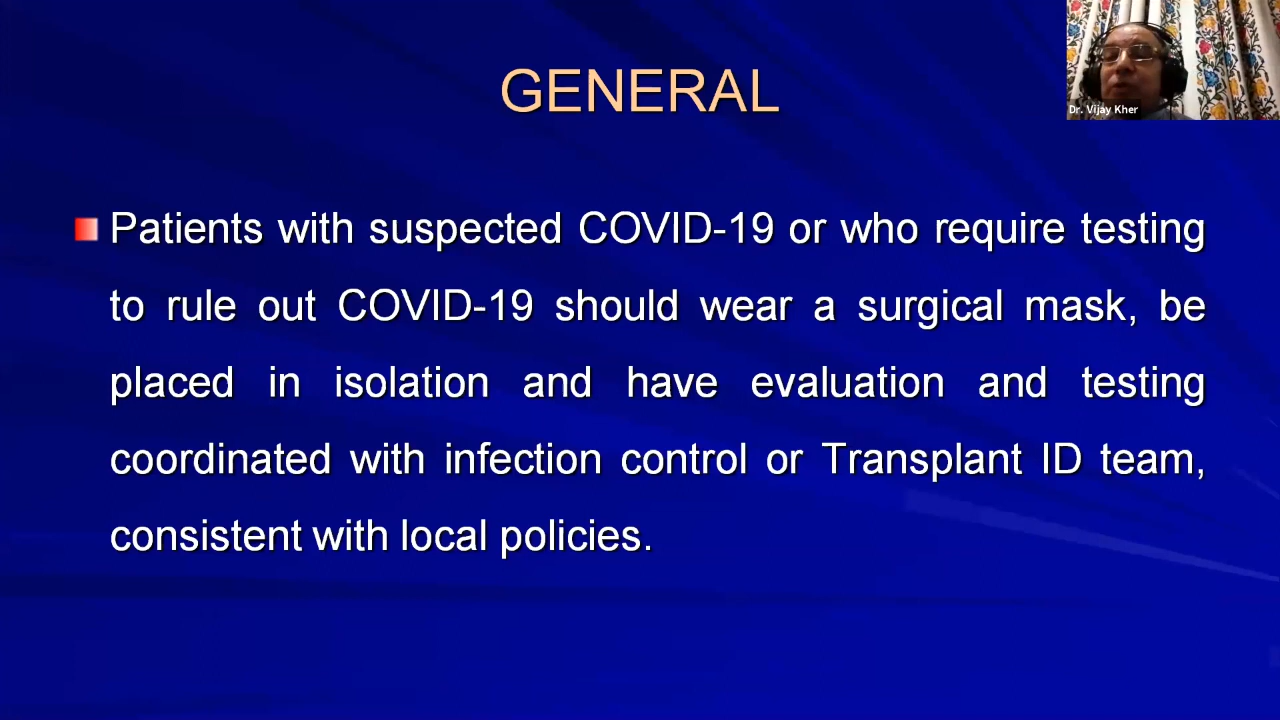 GENERAL
Dr. Vijay Kher
Patients with suspected COVID-19 or who require testing
to rule out COVID-19 should wear a surgical mask, be
placed in isolation and have evaluation and testing
coordinated with infection control or Transplant ID team,
consistent with local policies.